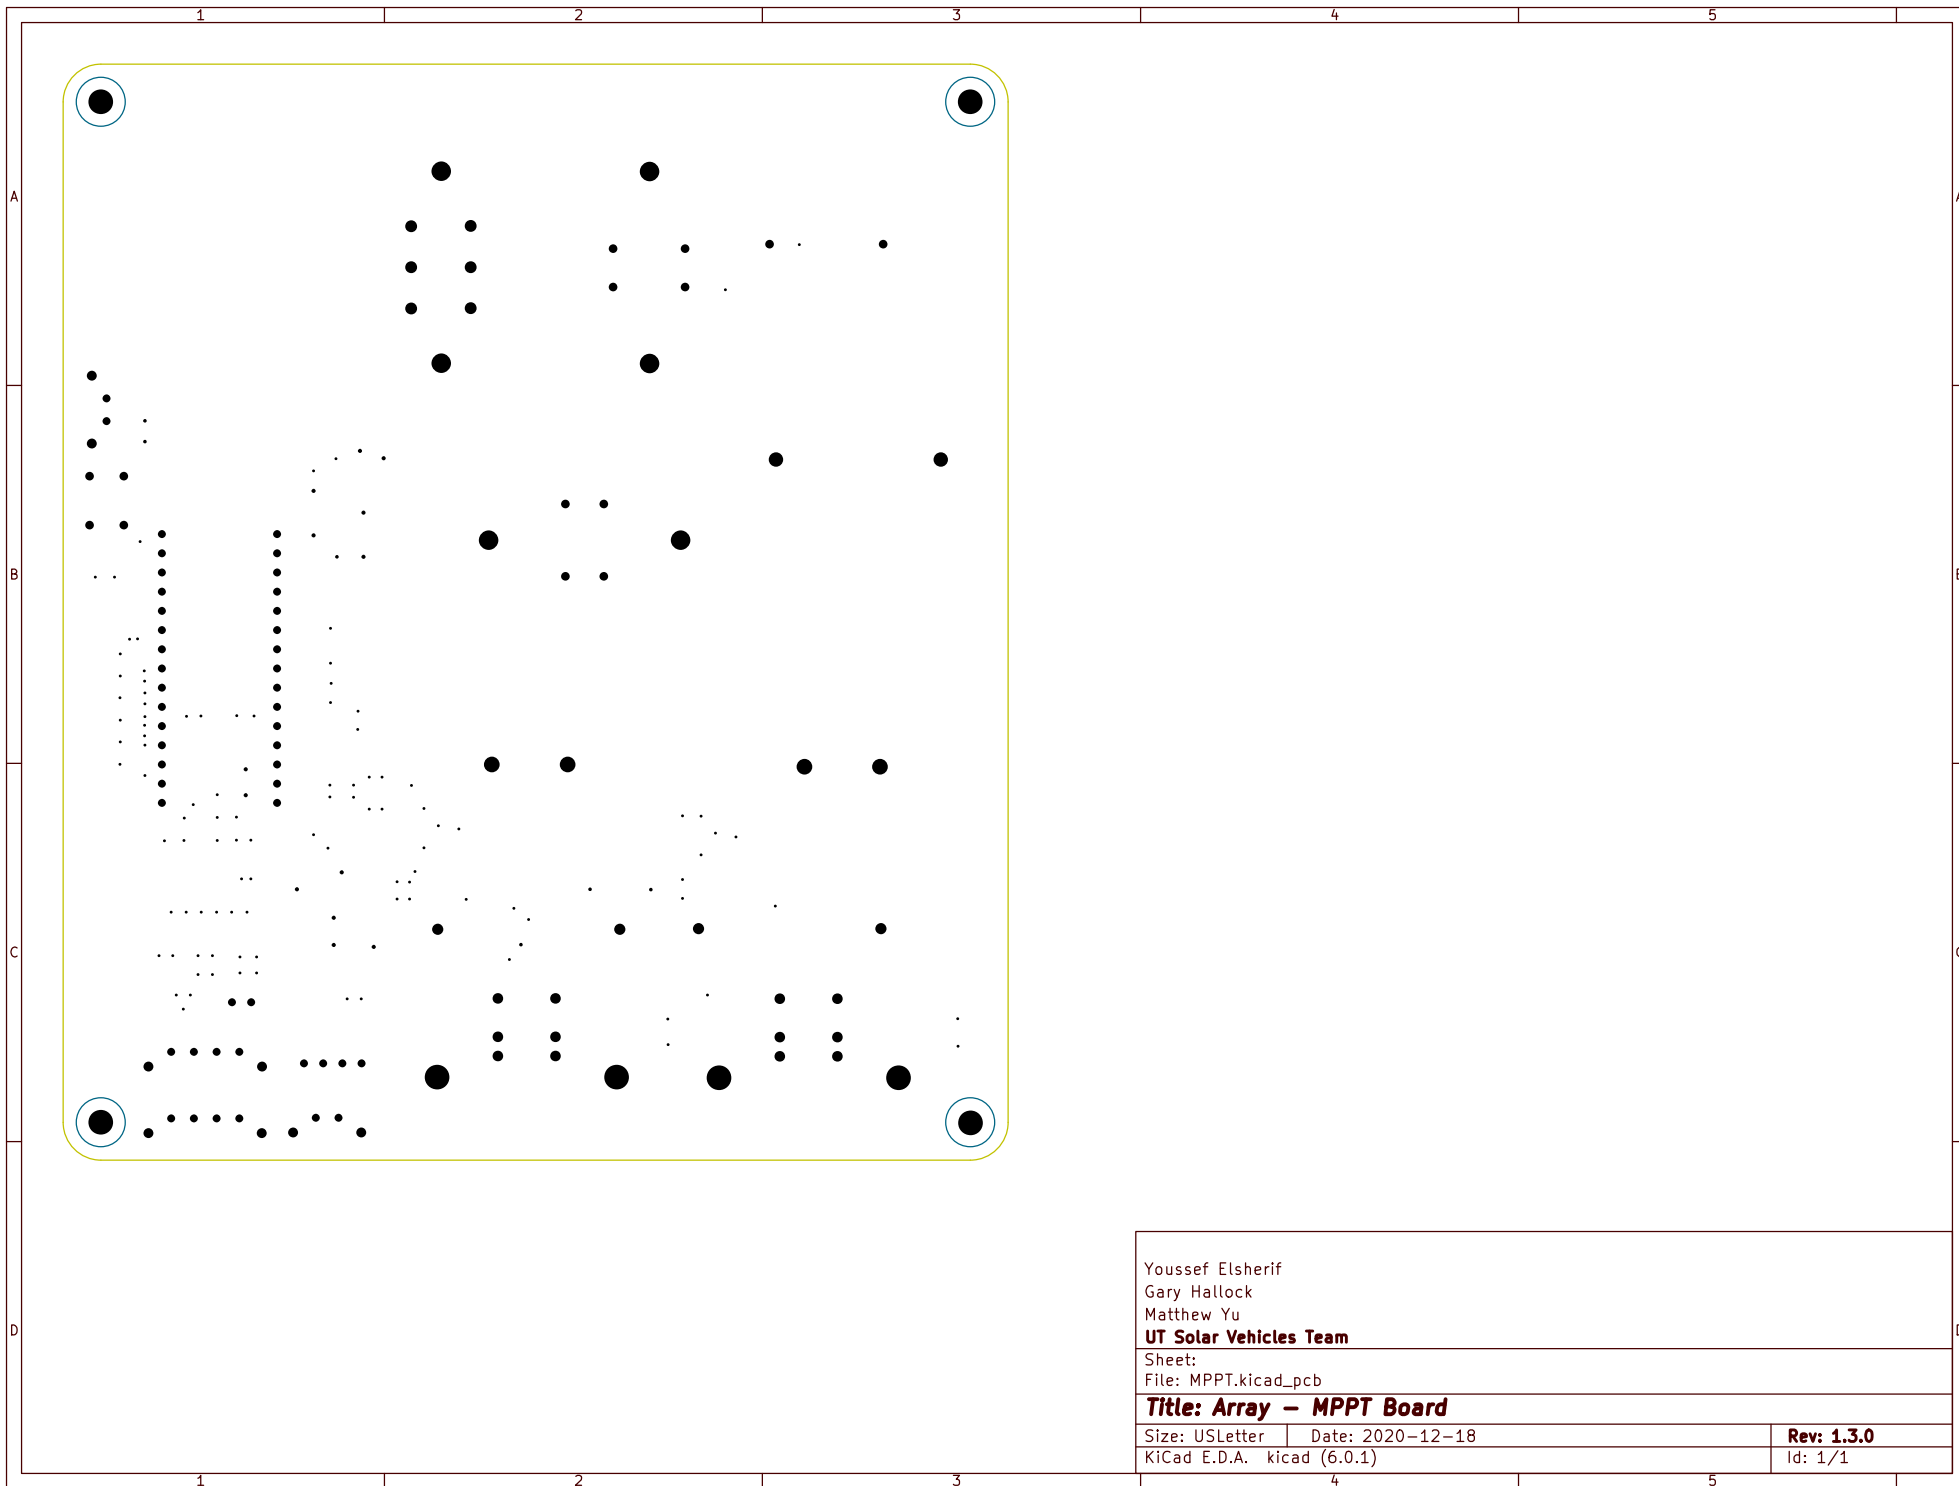 1 2 3 4 5
A
B
C
D
Youssef Elsherif
Gary Hallock
Matthew Yu
UT Solar Vehicles Team
Sheet:
File: MPPT.kicad_pcb
Title: Array − MPPT Board
Size: USLetter Date: 2020−12−18 Rev: 1.3.0
KiCad E.D.A. kicad (6.0.1) Id: 1/1
1 2 3 4 5